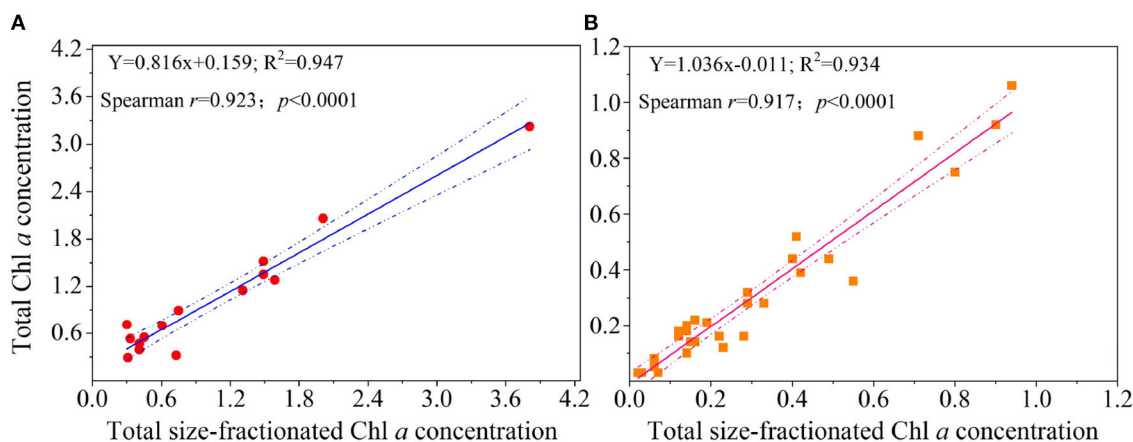 A
Y=0.816x+0.159; R²=0.947
Spearman r=0.923； p<0.0001
Total Chl a concentration
4.2
3.6
3.0
2.4
1.8
1.2
0.6
0.0 0.6 1.2 1.8 2.4 3.0 3.6 4.2
Total size-fractionated Chl a concentration
B
Y=1.036x-0.011; R²=0.934
Spearman r=0.917； p<0.0001
1.2
1.0
0.8
0.6
0.4
0.2
0.0 0.2 0.4 0.6 0.8 1.0 1.2
Total size-fractionated Chl a concentration